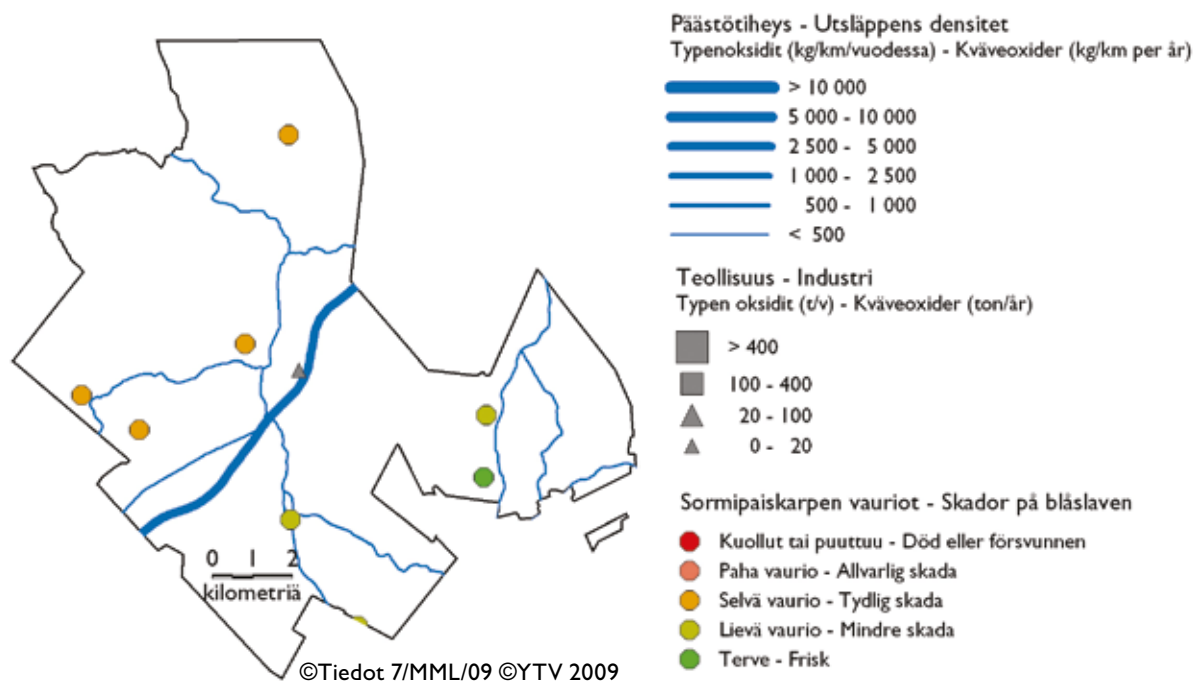 Päästötiheys - Utsläppens densitet
Typenoksidit (kg/km/vuodessa) - Kväveoxider (kg/km per år)
> 10 000
5 000 - 10 000
2 500 - 5 000
1 000 - 2 500
500 - 1 000
< 500
Teollisuus - Industri
Typen oksidit (t/v) - Kväveoxider (ton/år)
> 400
100 - 400
20 - 100
0 - 20
Sormipaiskarpen vauriot - Skador på blåslaven
Kuollut tai puuttuu - Död eller försvunnen
Paha vaurio - Allvarlig skada
Selvä vaurio - Tydlig skada
Lievä vaurio - Mindre skada
Terve - Frisk
0 1 2
kilometriä
©Tiedot 7/MML/09 ©YTV 2009